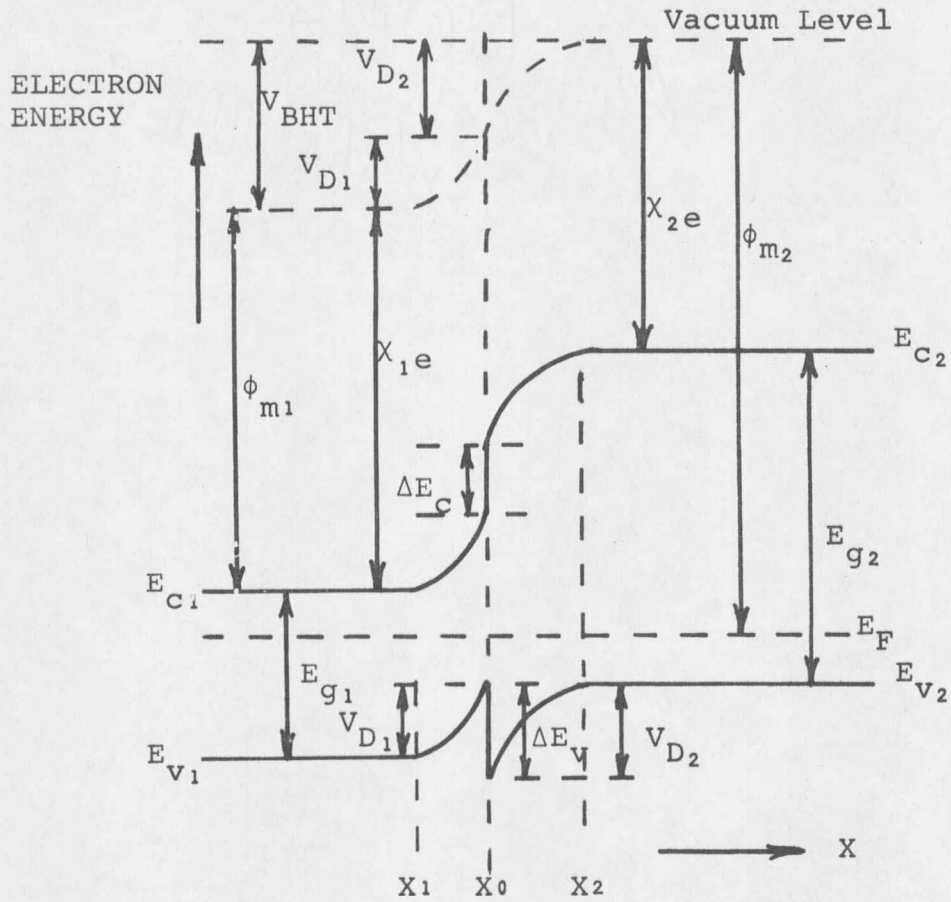 Vacuum Level
ELECTRON
ENERGY
V_BHT
V_D2
V_D1
χ_2e
ϕ_m2
χ_1e
ϕ_m1
E_c2
ΔE_c
E_g2
E_c1
E_F
E_g1
E_v2
V_D1
ΔE_v
V_D2
E_v1
X
X1
X0
X2